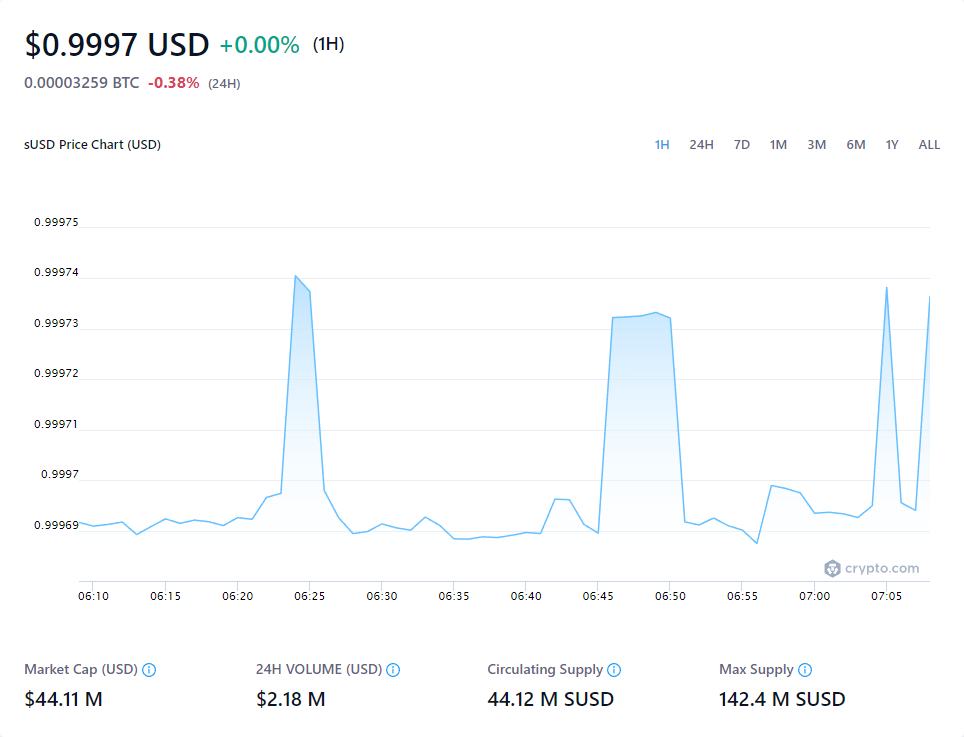 $0.9997 USD +0.00% (1H)
0.00003259 BTC -0.38% (24H)
sUSD Price Chart (USD) 1H 24H 7D 1M 3M 6M 1Y ALL
0.99975
0.99974
0.99973
0.99972
0.99971
0.9997
0.99969
crypto.com
06:10 06:15 06:20 06:25 06:30 06:35 06:40 06:45 06:50 06:55 07:00 07:05
Market Cap (USD) 24H VOLUME (USD) Circulating Supply Max Supply
$44.11 M $2.18 M 44.12 M SUSD 142.4 M SUSD